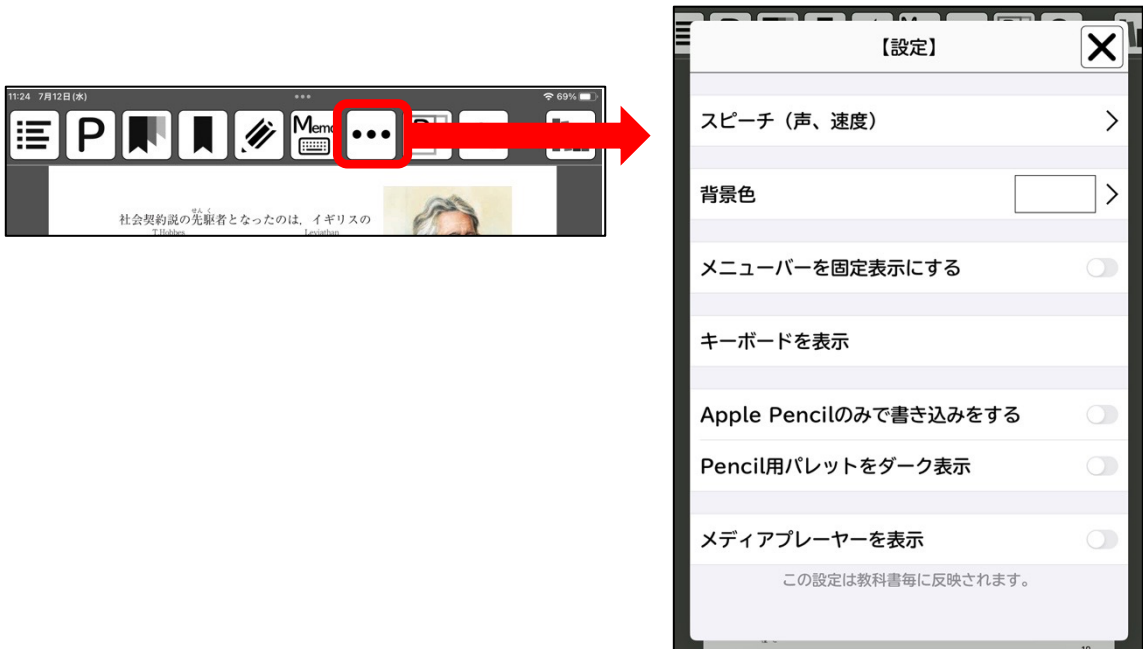 11:24 7月12日(水)
69%
P
Memo
社会契約説の先駆者となったのは，イギリスの
せんく
T.Hobbes
Leviathan
【設定】
スピーチ（声、速度）
背景色
メニューバーを固定表示にする
キーボードを表示
Apple Pencilのみで書き込みをする
Pencil用パレットをダーク表示
メディアプレーヤーを表示
この設定は教科書毎に反映されます。
10